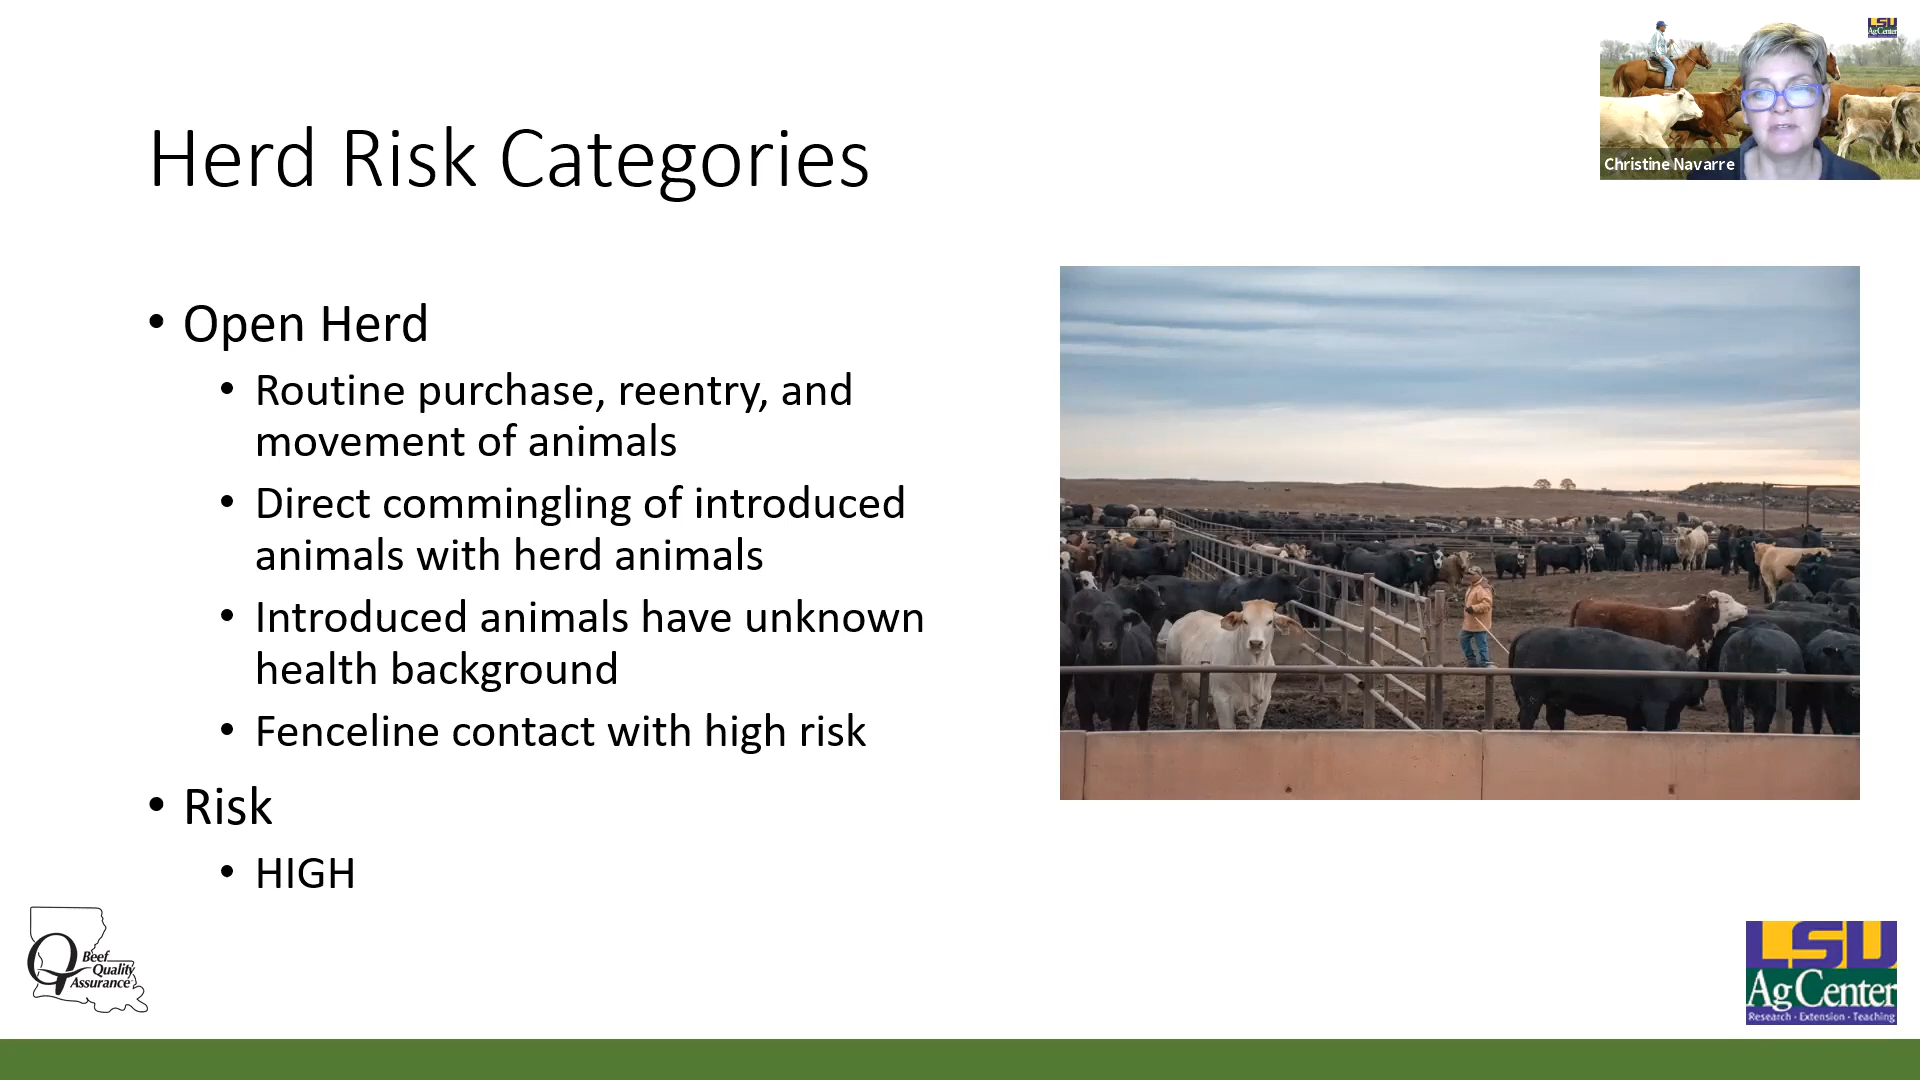 LSU
AgCenter
Christine Navarre
Herd Risk Categories
• Open Herd
• Routine purchase, reentry, and
movement of animals
• Direct commingling of introduced
animals with herd animals
• Introduced animals have unknown
health background
• Fenceline contact with high risk
• Risk
• HIGH
Q Beef
Quality
Assurance
LSU
AgCenter
Research · Extension · Teaching